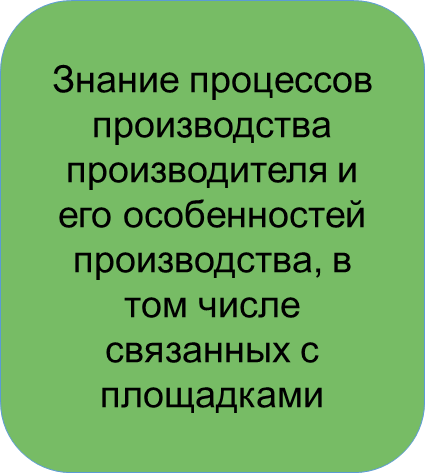 Знание процессов
производства
производителя и
его особенностей
производства, в
том числе
связанных с
площадками